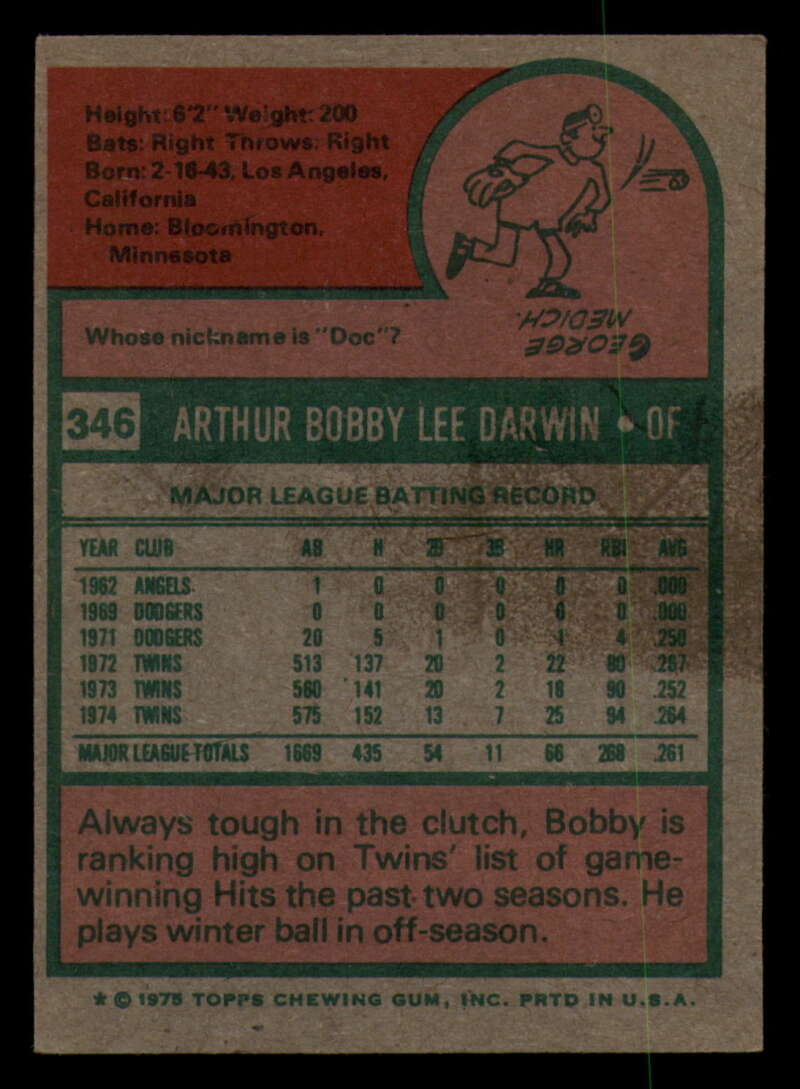 Height: 6'2" Weight: 200
Bats: Right Throws: Right
Born: 2-16-43, Los Angeles,
California
Home: Bloomington,
Minnesota
Whose nickname is "Doc"?
GEORGE
MEDICH.
346 ARTHUR BOBBY LEE DARWIN • OF
MAJOR LEAGUE BATTING RECORD
YEAR CLUB AB H 2B 3B HR RBI AVG
1962 ANGELS 1 0 0 0 0 0 .000
1969 DODGERS 0 0 0 0 0 0 .000
1971 DODGERS 20 5 1 0 1 4 .250
1972 TWINS 513 137 20 2 22 80 .267
1973 TWINS 560 141 20 2 18 90 .252
1974 TWINS 575 152 13 7 25 94 .264
MAJOR LEAGUE TOTALS 1669 435 54 11 66 268 .261
Always tough in the clutch, Bobby is
ranking high on Twins' list of game-
winning Hits the past two seasons. He
plays winter ball in off-season.
* © 1975 TOPPS CHEWING GUM, INC. PRTD IN U.S.A.